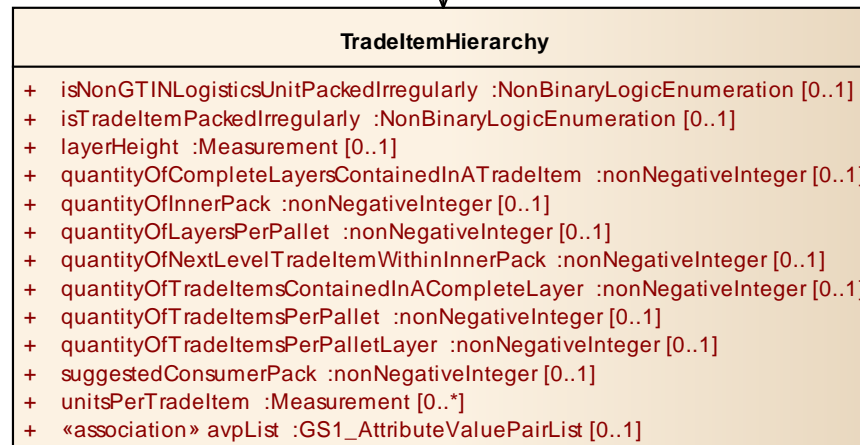 TradeItemHierarchy
+ isNonGTINLogisticsUnitPackedIrregularly :NonBinaryLogicEnumeration [0..1]
+ isTradeItemPackedIrregularly :NonBinaryLogicEnumeration [0..1]
+ layerHeight :Measurement [0..1]
+ quantityOfCompleteLayersContainedInATradeItem :nonNegativeInteger [0..1]
+ quantityOfInnerPack :nonNegativeInteger [0..1]
+ quantityOfLayersPerPallet :nonNegativeInteger [0..1]
+ quantityOfNextLevelTradeItemWithinInnerPack :nonNegativeInteger [0..1]
+ quantityOfTradeItemsContainedInACompleteLayer :nonNegativeInteger [0..1]
+ quantityOfTradeItemsPerPallet :nonNegativeInteger [0..1]
+ quantityOfTradeItemsPerPalletLayer :nonNegativeInteger [0..1]
+ suggestedConsumerPack :nonNegativeInteger [0..1]
+ unitsPerTradeItem :Measurement [0..*]
+ «association» avpList :GS1_AttributeValuePairList [0..1]